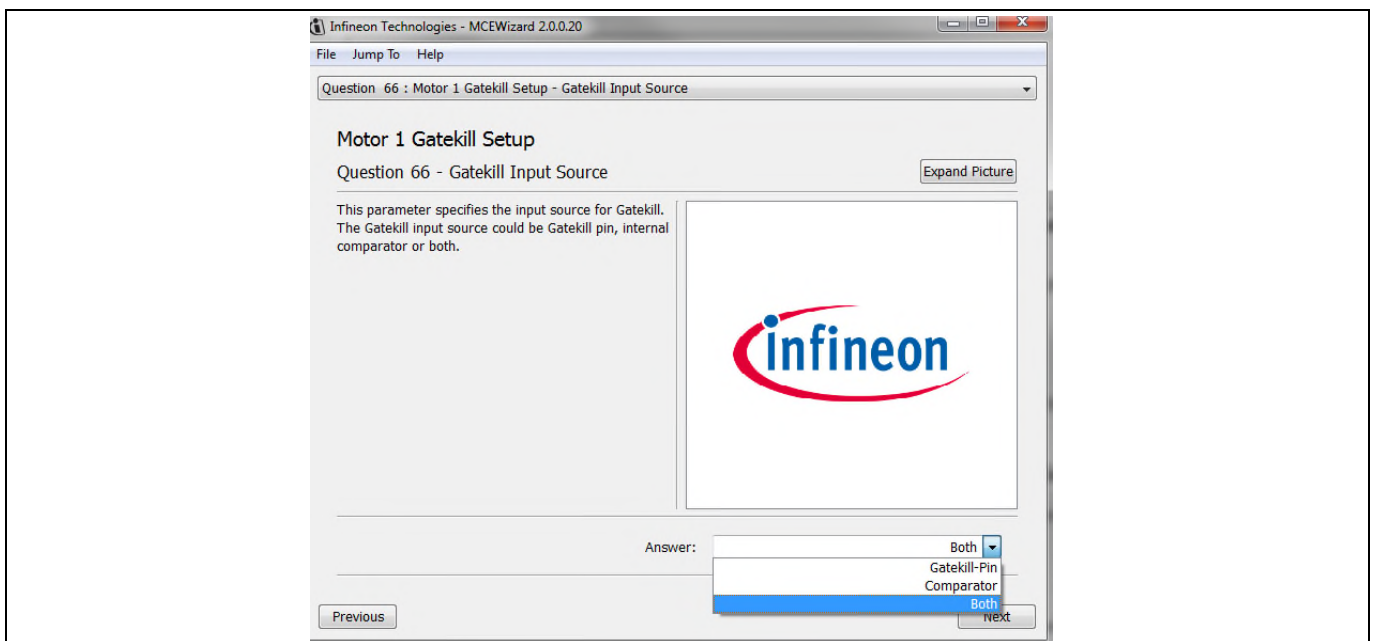 Infineon Technologies - MCEWizard 2.0.0.20
File Jump To Help
Question 66 : Motor 1 Gatekill Setup - Gatekill Input Source
Motor 1 Gatekill Setup
Question 66 - Gatekill Input Source
Expand Picture
This parameter specifies the input source for Gatekill.
The Gatekill input source could be Gatekill pin, internal
comparator or both.
infineon
Answer:
Both
Gatekill-Pin
Comparator
Both
Previous
Next